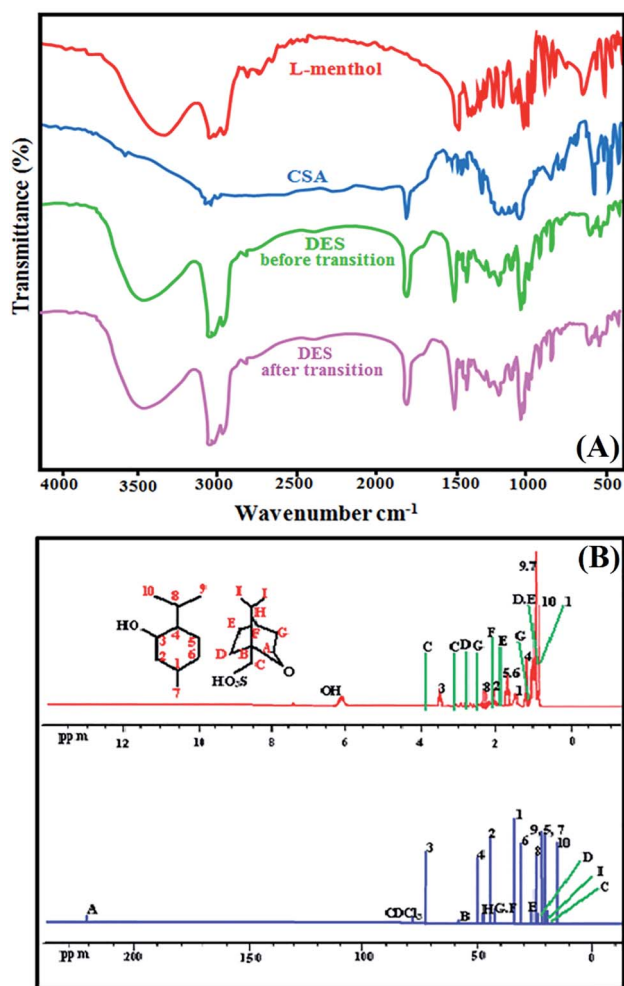 L-menthol
CSA
DES
before transition
DES
after transition
Transmittance (%)
(A)
4000 3500 3000 2500 2000 1500 1000 500
Wavenumber cm-1
(B)
9.7
D.E
10 1
10 8 9
I I
HO 4 5
3
2 6
1
7
H
E F G
D B A
C
HO3S O
C C D G F E
G
4
OH 3 8 2 5.6 1
ppm 12 10 8 6 4 2 0
1
3 2 9, 5, 7
4 6 8 10
D
I
C
A CDCl3 B H G.F E
ppm 200 150 100 50 0